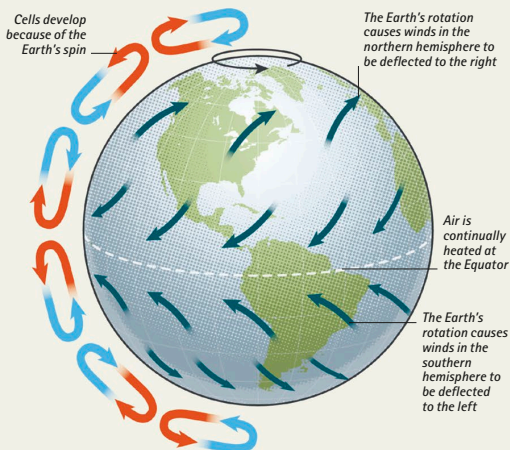 Cells develop
because of the
Earth's spin
The Earth's rotation
causes winds in the
northern hemisphere to
be deflected to the right
Air is
continually
heated at
the Equator
The Earth's
rotation causes
winds in the
southern
hemisphere to
be deflected
to the left